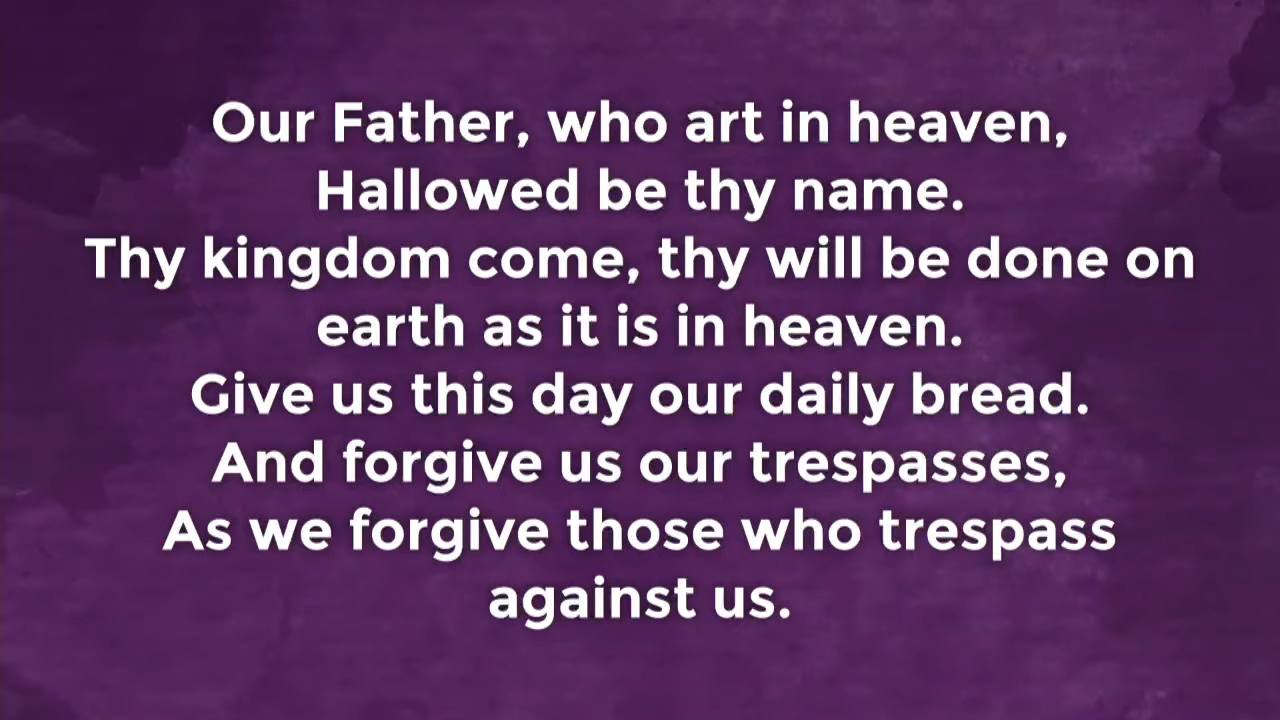 Our Father, who art in heaven,
Hallowed be thy name.
Thy kingdom come, thy will be done on
earth as it is in heaven.
Give us this day our daily bread.
And forgive us our trespasses,
As we forgive those who trespass
against us.